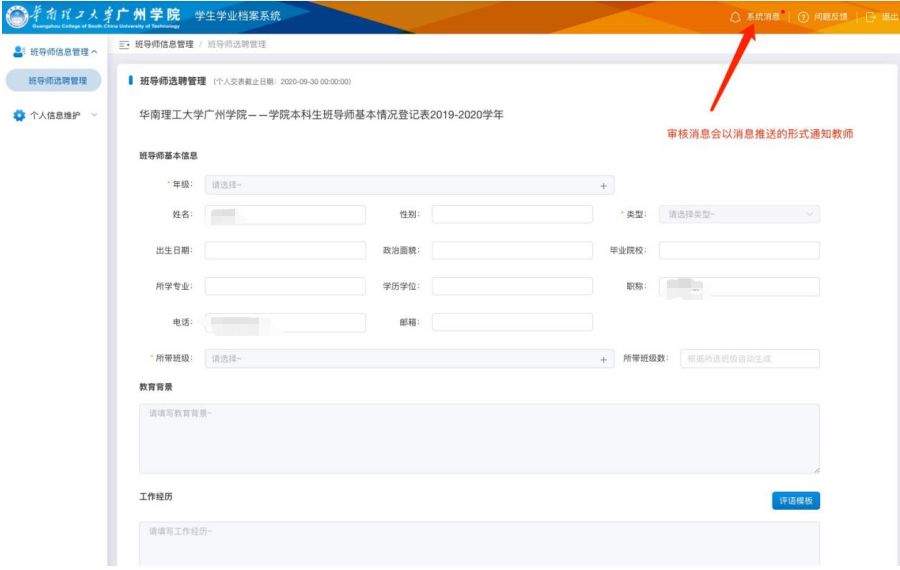 华南理工大学广州学院 学生学业档案系统
Guangzhou College of South China University of Technology
系统消息 | 问题反馈 | 退出
班导师信息管理
班导师选聘管理
个人信息维护
班导师信息管理 / 班导师选聘管理
班导师选聘管理 (个人交表截止日期: 2020-09-30 00:00:00)
华南理工大学广州学院——学院本科生班导师基本情况登记表2019-2020学年
审核消息会以消息推送的形式通知教师
班导师基本信息
*年级: 请选择~ +
姓名: 性别: *类型: 请选择类型~
出生日期: 政治面貌: 毕业院校:
所学专业: 学历学位: 职称:
电话: 邮箱:
*所带班级: 请选择~ + 所带班级数: 根据所选班级自动生成
教育背景
请填写教育背景~
工作经历 评语模板
请填写工作经历~